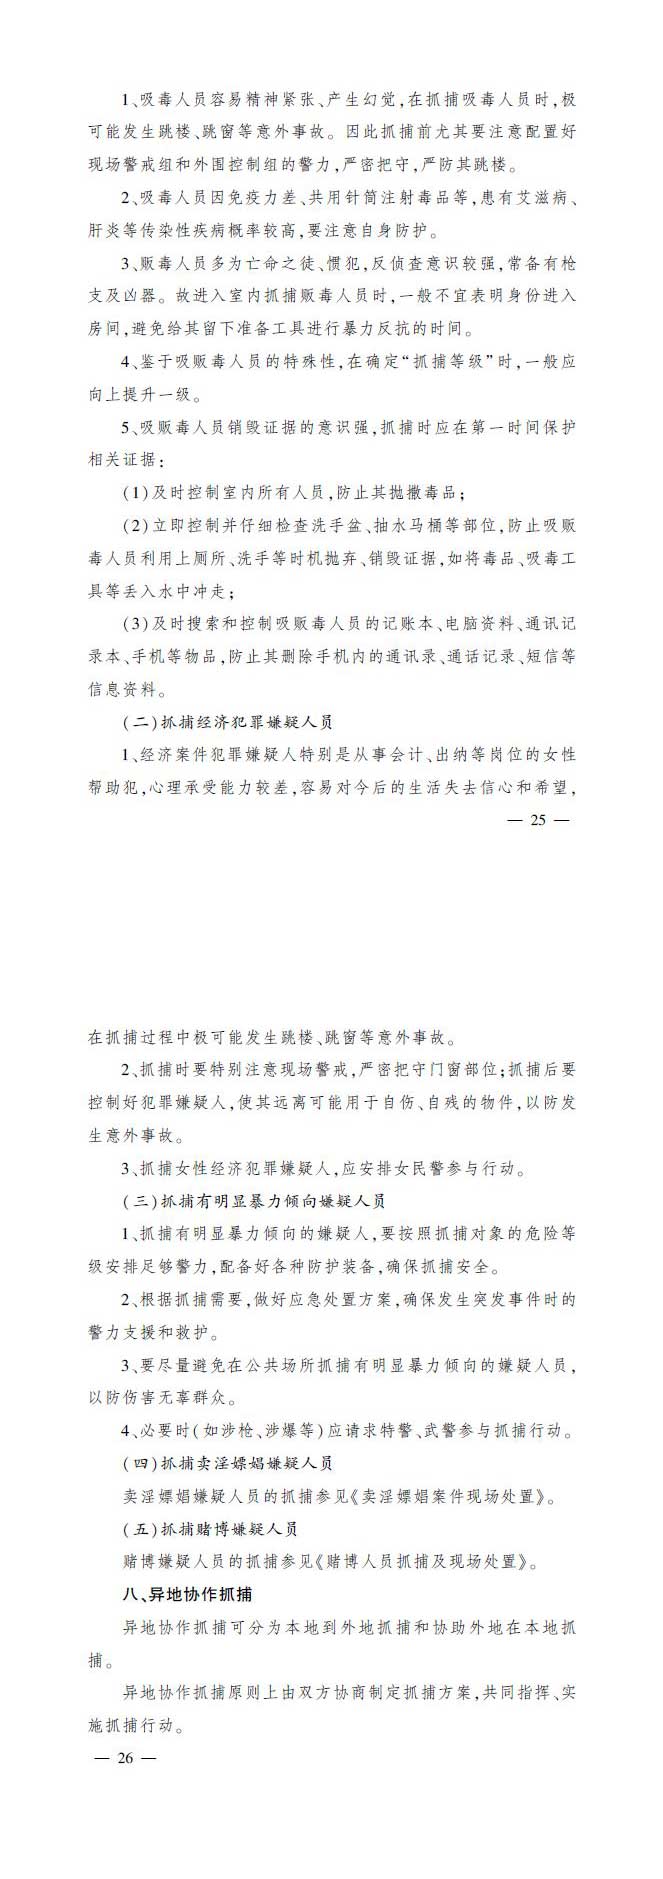 1、吸毒人员容易精神紧张、产生幻觉,在抓捕吸毒人员时,极
可能发生跳楼、跳窗等意外事故。因此抓捕前尤其要注意配置好
现场警戒组和外围控制组的警力,严密把守,严防其跳楼。
2、吸毒人员因免疫力差、共用针筒注射毒品等,患有艾滋病、
肝炎等传染性疾病概率较高,要注意自身防护。
3、贩毒人员多为亡命之徒、惯犯,反侦查意识较强,常备有枪
支及凶器。故进入室内抓捕贩毒人员时,一般不宜表明身份进入
房间,避免给其留下准备工具进行暴力反抗的时间。
4、鉴于吸贩毒人员的特殊性,在确定“抓捕等级”时,一般应
向上提升一级。
5、吸贩毒人员销毁证据的意识强,抓捕时应在第一时间保护
相关证据:
(1)及时控制室内所有人员,防止其抛撒毒品;
(2)立即控制并仔细检查洗手盆、抽水马桶等部位,防止吸贩
毒人员利用上厕所、洗手等时机抛弃、销毁证据,如将毒品、吸毒工
具等丢入水中冲走;
(3)及时搜索和控制吸贩毒人员的记账本、电脑资料、通讯记
录本、手机等物品,防止其删除手机内的通讯录、通话记录、短信等
信息资料。
(二)抓捕经济犯罪嫌疑人员
1、经济案件犯罪嫌疑人特别是从事会计、出纳等岗位的女性
帮助犯,心理承受能力较差,容易对今后的生活失去信心和希望,
— 25 —
在抓捕过程中极可能发生跳楼、跳窗等意外事故。
2、抓捕时要特别注意现场警戒,严密把守门窗部位;抓捕后要
控制好犯罪嫌疑人,使其远离可能用于自伤、自残的物件,以防发
生意外事故。
3、抓捕女性经济犯罪嫌疑人,应安排女民警参与行动。
(三)抓捕有明显暴力倾向嫌疑人员
1、抓捕有明显暴力倾向的嫌疑人,要按照抓捕对象的危险等
级安排足够警力,配备好各种防护装备,确保抓捕安全。
2、根据抓捕需要,做好应急处置方案,确保发生突发事件时的
警力支援和救护。
3、要尽量避免在公共场所抓捕有明显暴力倾向的嫌疑人员,
以防伤害无辜群众。
4、必要时(如涉枪、涉爆等)应请求特警、武警参与抓捕行动。
(四)抓捕卖淫嫖娼嫌疑人员
卖淫嫖娼嫌疑人员的抓捕参见《卖淫嫖娼案件现场处置》。
(五)抓捕赌博嫌疑人员
赌博嫌疑人员的抓捕参见《赌博人员抓捕及现场处置》。
八、异地协作抓捕
异地协作抓捕可分为本地到外地抓捕和协助外地在本地抓
捕。
异地协作抓捕原则上由双方协商制定抓捕方案,共同指挥、实
施抓捕行动。
— 26 —